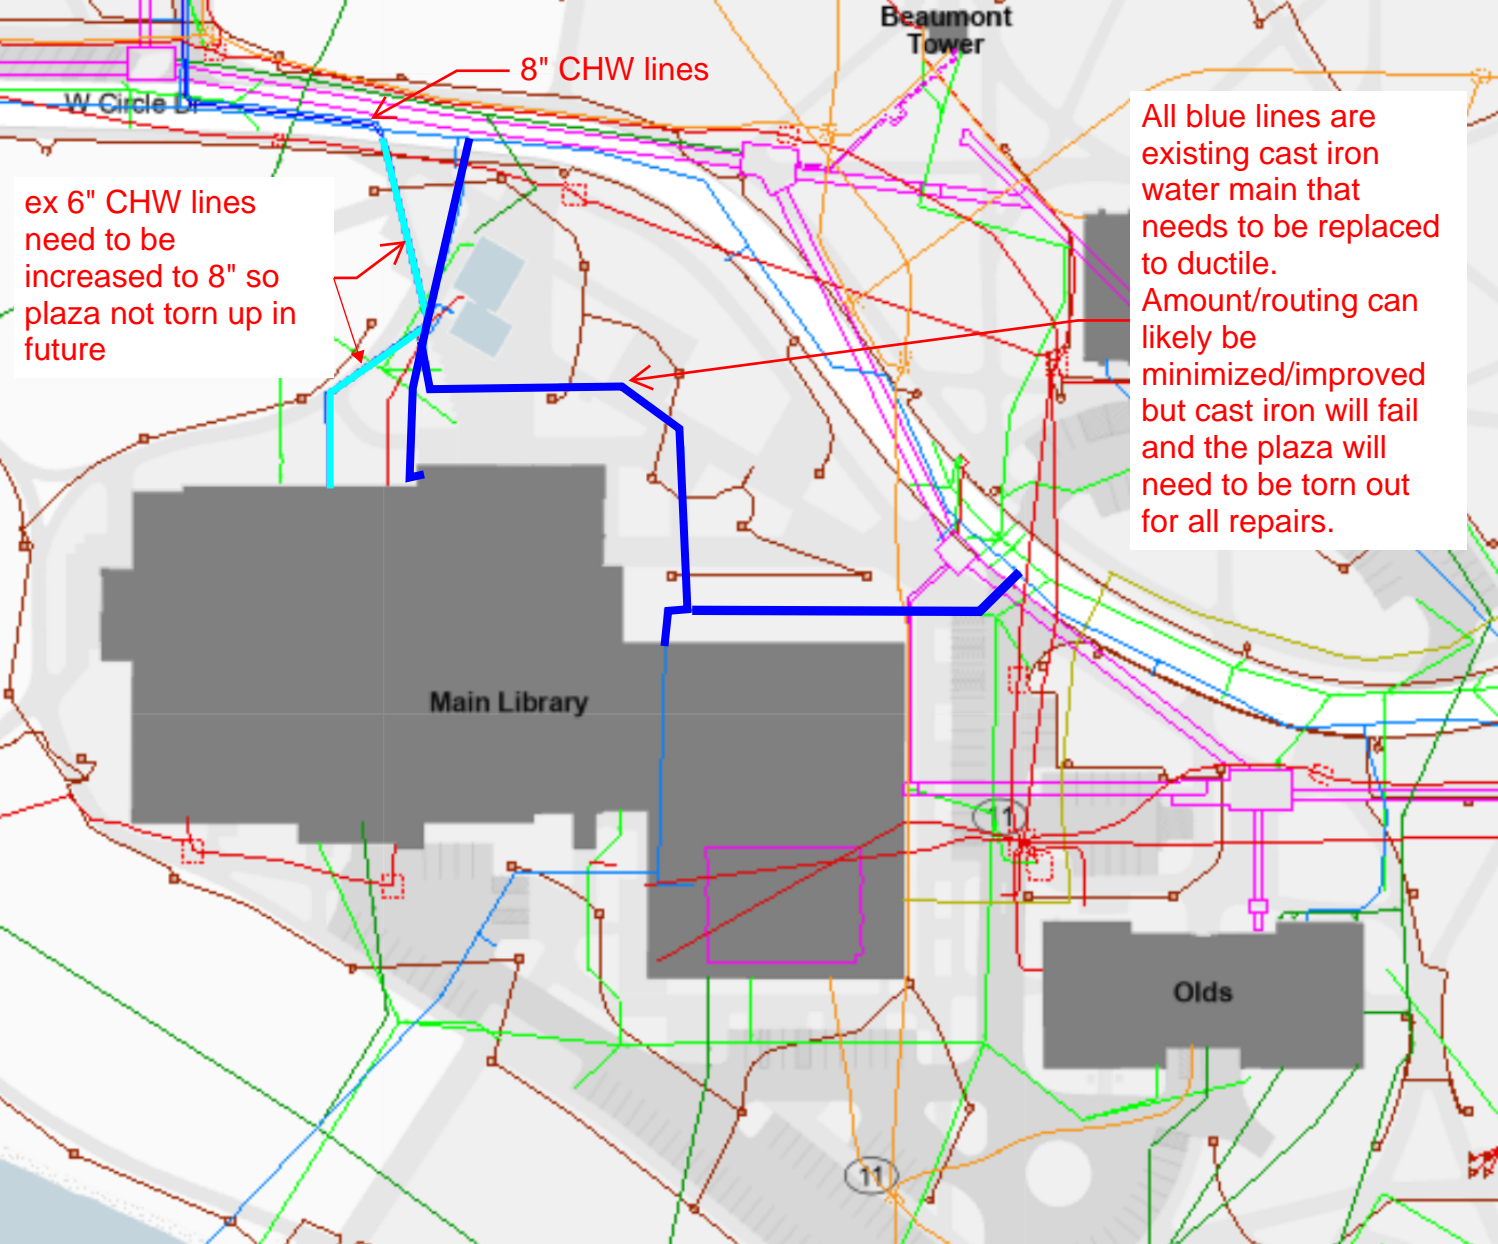 Beaumont
Tower
8" CHW lines
W Circle Dr
All blue lines are
existing cast iron
water main that
needs to be replaced
to ductile.
Amount/routing can
likely be
minimized/improved
but cast iron will fail
and the plaza will
need to be torn out
for all repairs.
ex 6" CHW lines
need to be
increased to 8" so
plaza not torn up in
future
Main Library
11
Olds
11